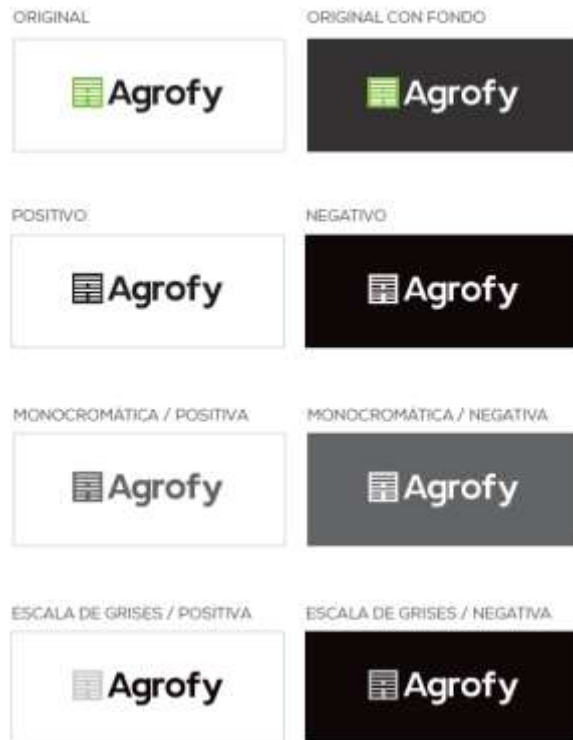 ORIGINAL
ORIGINAL CON FONDO
Agrofy
Agrofy
POSITIVO
NEGATIVO
Agrofy
Agrofy
MONOCROMÁTICA / POSITIVA
MONOCROMÁTICA / NEGATIVA
Agrofy
Agrofy
ESCALA DE GRISES / POSITIVA
ESCALA DE GRISES / NEGATIVA
Agrofy
Agrofy